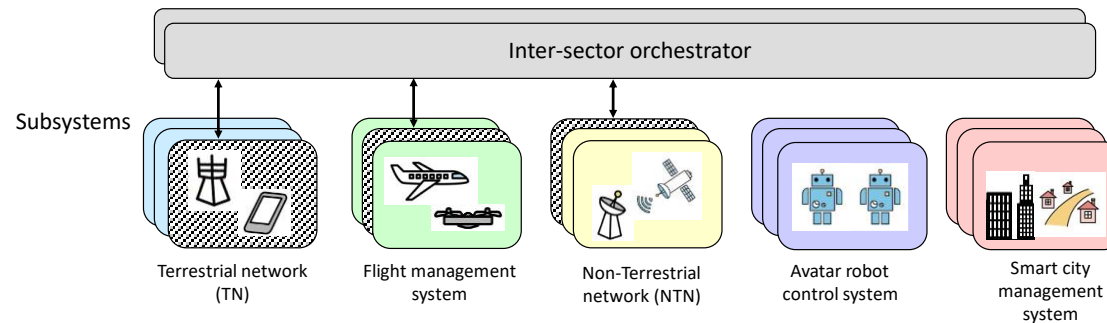 Inter-sector orchestrator
Subsystems
Terrestrial network
(TN)
Flight management
system
Non-Terrestrial
network (NTN)
Avatar robot
control system
Smart city
management
system